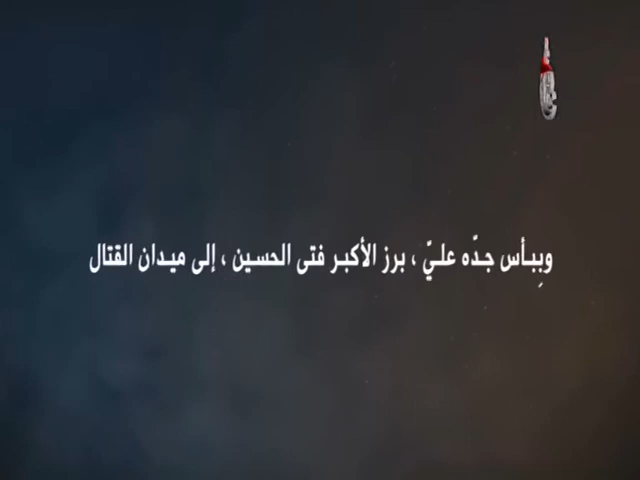 وبِبأس جدّه عليّ ، برز الأكبر فتى الحسين ، إلى ميدان القتال